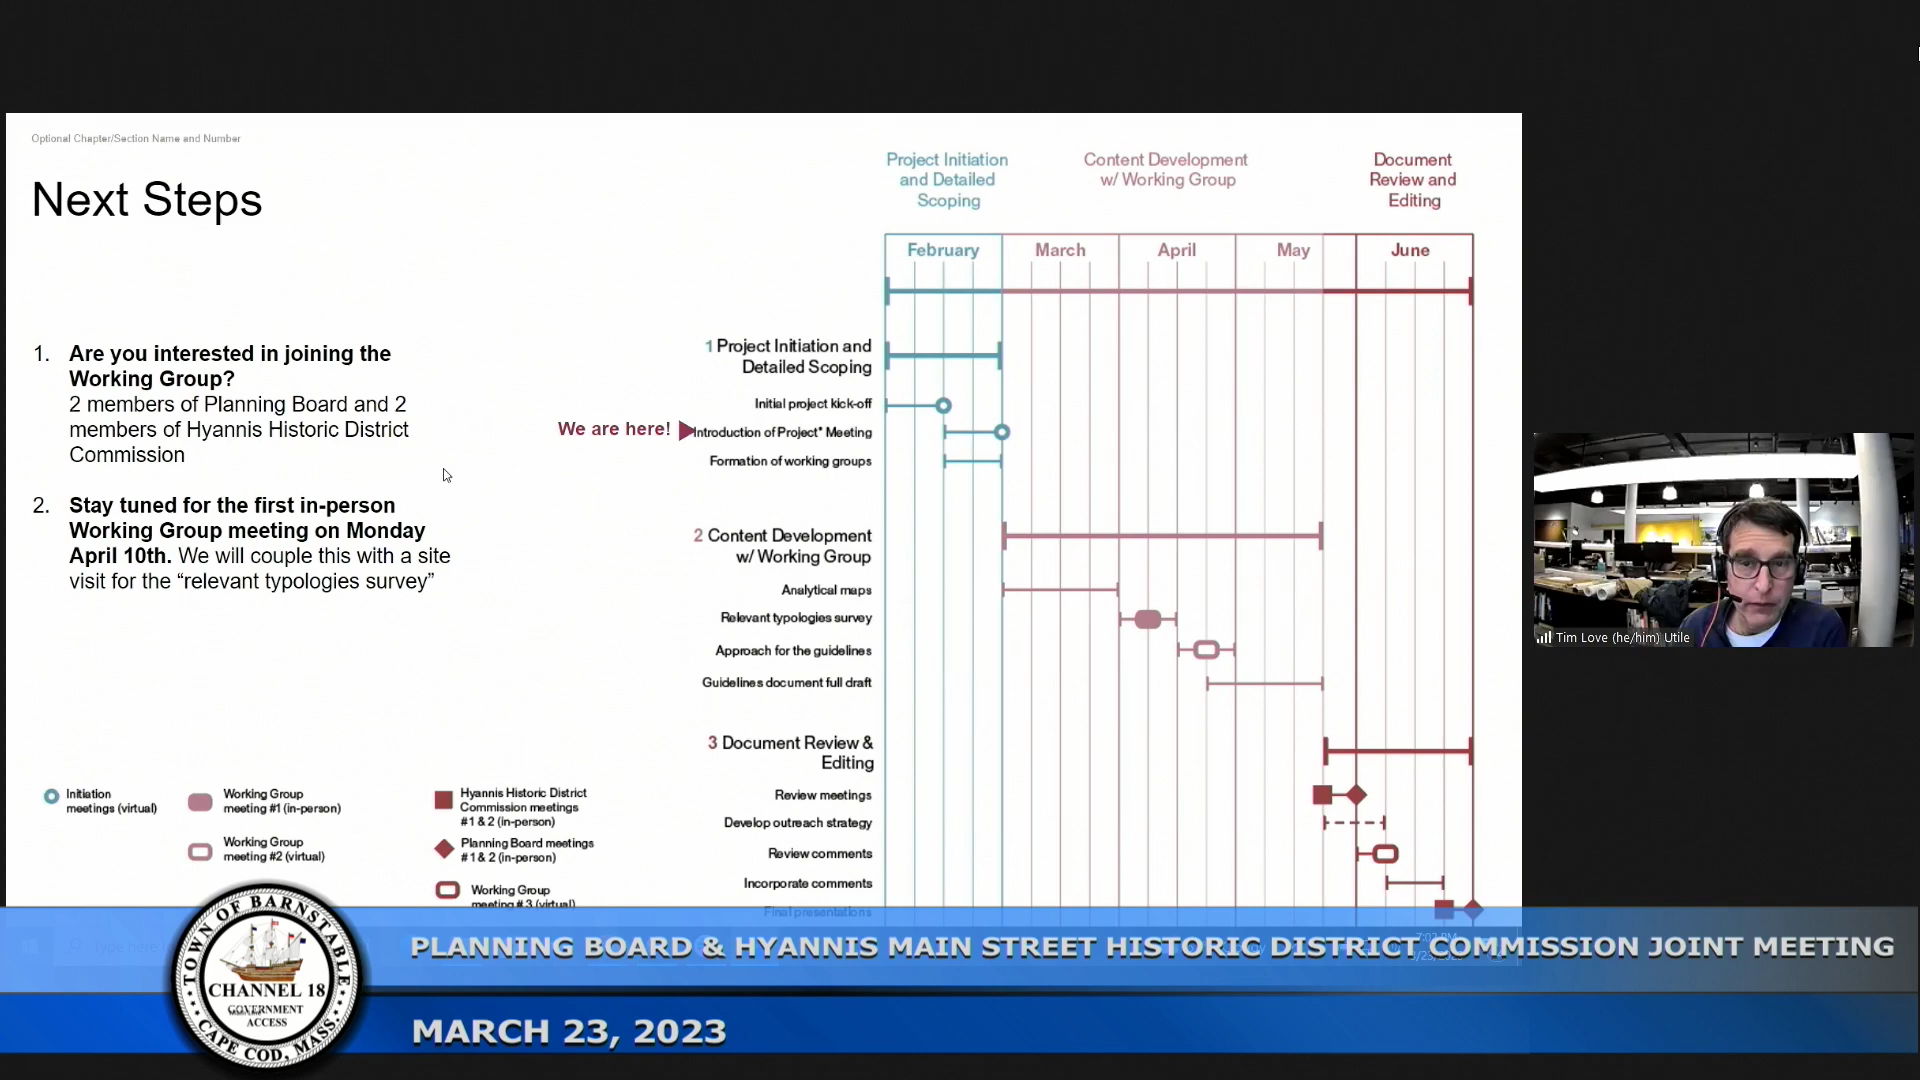 Optional Chapter/Section Name and Number
Next Steps
1. Are you interested in joining the
Working Group?
2 members of Planning Board and 2
members of Hyannis Historic District
Commission
2. Stay tuned for the first in-person
Working Group meeting on Monday
April 10th. We will couple this with a site
visit for the “relevant typologies survey”
Project Initiation
and Detailed
Scoping
Content Development
w/ Working Group
Document
Review and
Editing
February
March
April
May
June
1 Project Initiation and
Detailed Scoping
Initial project kick-off
We are here!
Introduction of Project" Meeting
Formation of working groups
2 Content Development
w/ Working Group
Analytical maps
Relevant typologies survey
Approach for the guidelines
Guidelines document full draft
3 Document Review &
Editing
Review meetings
Develop outreach strategy
Review comments
Incorporate comments
Final presentations
Initiation
meetings (virtual)
Working Group
meeting #1 (in-person)
Working Group
meeting #2 (virtual)
Hyannis Historic District
Commission meetings
#1 & 2 (in-person)
Planning Board meetings
#1 & 2 (in-person)
Working Group
meeting #3 (virtual)
Tim Love (he/him) Utile
TOWN OF BARNSTABLE
CHANNEL 18
GOVERNMENT
ACCESS
CAPE COD, MASS.
PLANNING BOARD & HYANNIS MAIN STREET HISTORIC DISTRICT COMMISSION JOINT MEETING
MARCH 23, 2023